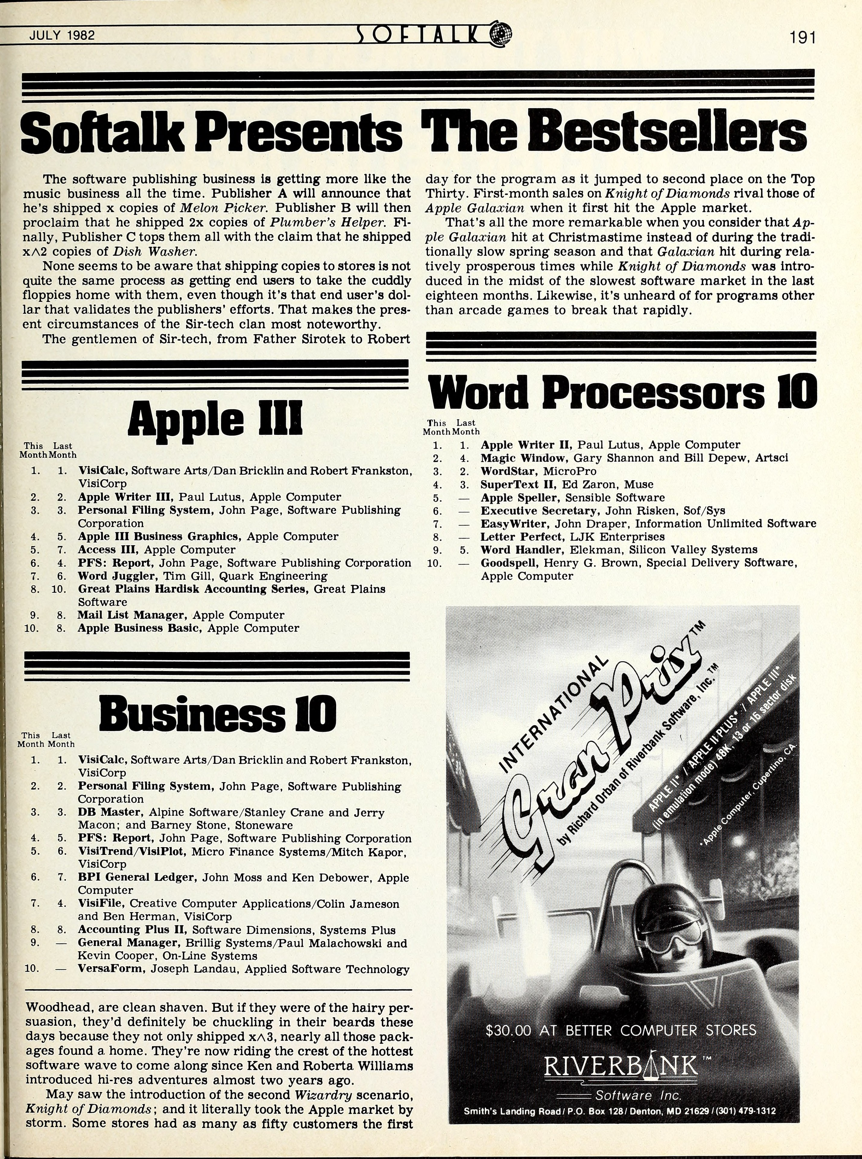 JULY 1982
SOFTALK
191
Softalk Presents The Bestsellers
The software publishing business is getting more like the
music business all the time. Publisher A will announce that
he's shipped x copies of Melon Picker. Publisher B will then
proclaim that he shipped 2x copies of Plumber's Helper. Fi-
nally, Publisher C tops them all with the claim that he shipped
x∧2 copies of Dish Washer.
None seems to be aware that shipping copies to stores is not
quite the same process as getting end users to take the cuddly
floppies home with them, even though it's that end user's dol-
lar that validates the publishers' efforts. That makes the pres-
ent circumstances of the Sir-tech clan most noteworthy.
The gentlemen of Sir-tech, from Father Sirotek to Robert
Apple III
This Last
Month Month
1. 1. VisiCalc, Software Arts/Dan Bricklin and Robert Frankston,
VisiCorp
2. 2. Apple Writer III, Paul Lutus, Apple Computer
3. 3. Personal Filing System, John Page, Software Publishing
Corporation
4. 5. Apple III Business Graphics, Apple Computer
5. 7. Access III, Apple Computer
6. 4. PFS: Report, John Page, Software Publishing Corporation
7. 6. Word Juggler, Tim Gill, Quark Engineering
8. 10. Great Plains Hardisk Accounting Series, Great Plains
Software
9. 8. Mail List Manager, Apple Computer
10. 8. Apple Business Basic, Apple Computer
Business 10
This Last
Month Month
1. 1. VisiCalc, Software Arts/Dan Bricklin and Robert Frankston,
VisiCorp
2. 2. Personal Filing System, John Page, Software Publishing
Corporation
3. 3. DB Master, Alpine Software/Stanley Crane and Jerry
Macon; and Barney Stone, Stoneware
4. 5. PFS: Report, John Page, Software Publishing Corporation
5. 6. VisiTrend/VisiPlot, Micro Finance Systems/Mitch Kapor,
VisiCorp
6. 7. BPI General Ledger, John Moss and Ken Debower, Apple
Computer
7. 4. VisiFile, Creative Computer Applications/Colin Jameson
and Ben Herman, VisiCorp
8. 8. Accounting Plus II, Software Dimensions, Systems Plus
9. — General Manager, Brillig Systems/Paul Malachowski and
Kevin Cooper, On-Line Systems
10. — VersaForm, Joseph Landau, Applied Software Technology
Woodhead, are clean shaven. But if they were of the hairy per-
suasion, they'd definitely be chuckling in their beards these
days because they not only shipped x∧3, nearly all those pack-
ages found a home. They're now riding the crest of the hottest
software wave to come along since Ken and Roberta Williams
introduced hi-res adventures almost two years ago.
May saw the introduction of the second Wizardry scenario,
Knight of Diamonds; and it literally took the Apple market by
storm. Some stores had as many as fifty customers the first
day for the program as it jumped to second place on the Top
Thirty. First-month sales on Knight of Diamonds rival those of
Apple Galaxian when it first hit the Apple market.
That's all the more remarkable when you consider that Ap-
ple Galaxian hit at Christmastime instead of during the tradi-
tionally slow spring season and that Galaxian hit during rela-
tively prosperous times while Knight of Diamonds was intro-
duced in the midst of the slowest software market in the last
eighteen months. Likewise, it's unheard of for programs other
than arcade games to break that rapidly.
Word Processors 10
This Last
Month Month
1. 1. Apple Writer II, Paul Lutus, Apple Computer
2. 4. Magic Window, Gary Shannon and Bill Depew, Artsci
3. 2. WordStar, MicroPro
4. 3. SuperText II, Ed Zaron, Muse
5. — Apple Speller, Sensible Software
6. — Executive Secretary, John Risken, Sof/Sys
7. — EasyWriter, John Draper, Information Unlimited Software
8. — Letter Perfect, LJK Enterprises
9. 5. Word Handler, Elekman, Silicon Valley Systems
10. — Goodspell, Henry G. Brown, Special Delivery Software,
Apple Computer
INTERNATIONAL
Gran Prix™
by Richard Orban of Riverbank Software, Inc.™
APPLE II* / APPLE II PLUS* / APPLE III*
(in emulation mode) 48K, 13 or 16 sector disk
*Apple Computer, Cupertino, CA.
$30.00 AT BETTER COMPUTER STORES
RIVERBANK™
Software Inc.
Smith's Landing Road / P.O. Box 128 / Denton, MD 21629 / (301) 479-1312